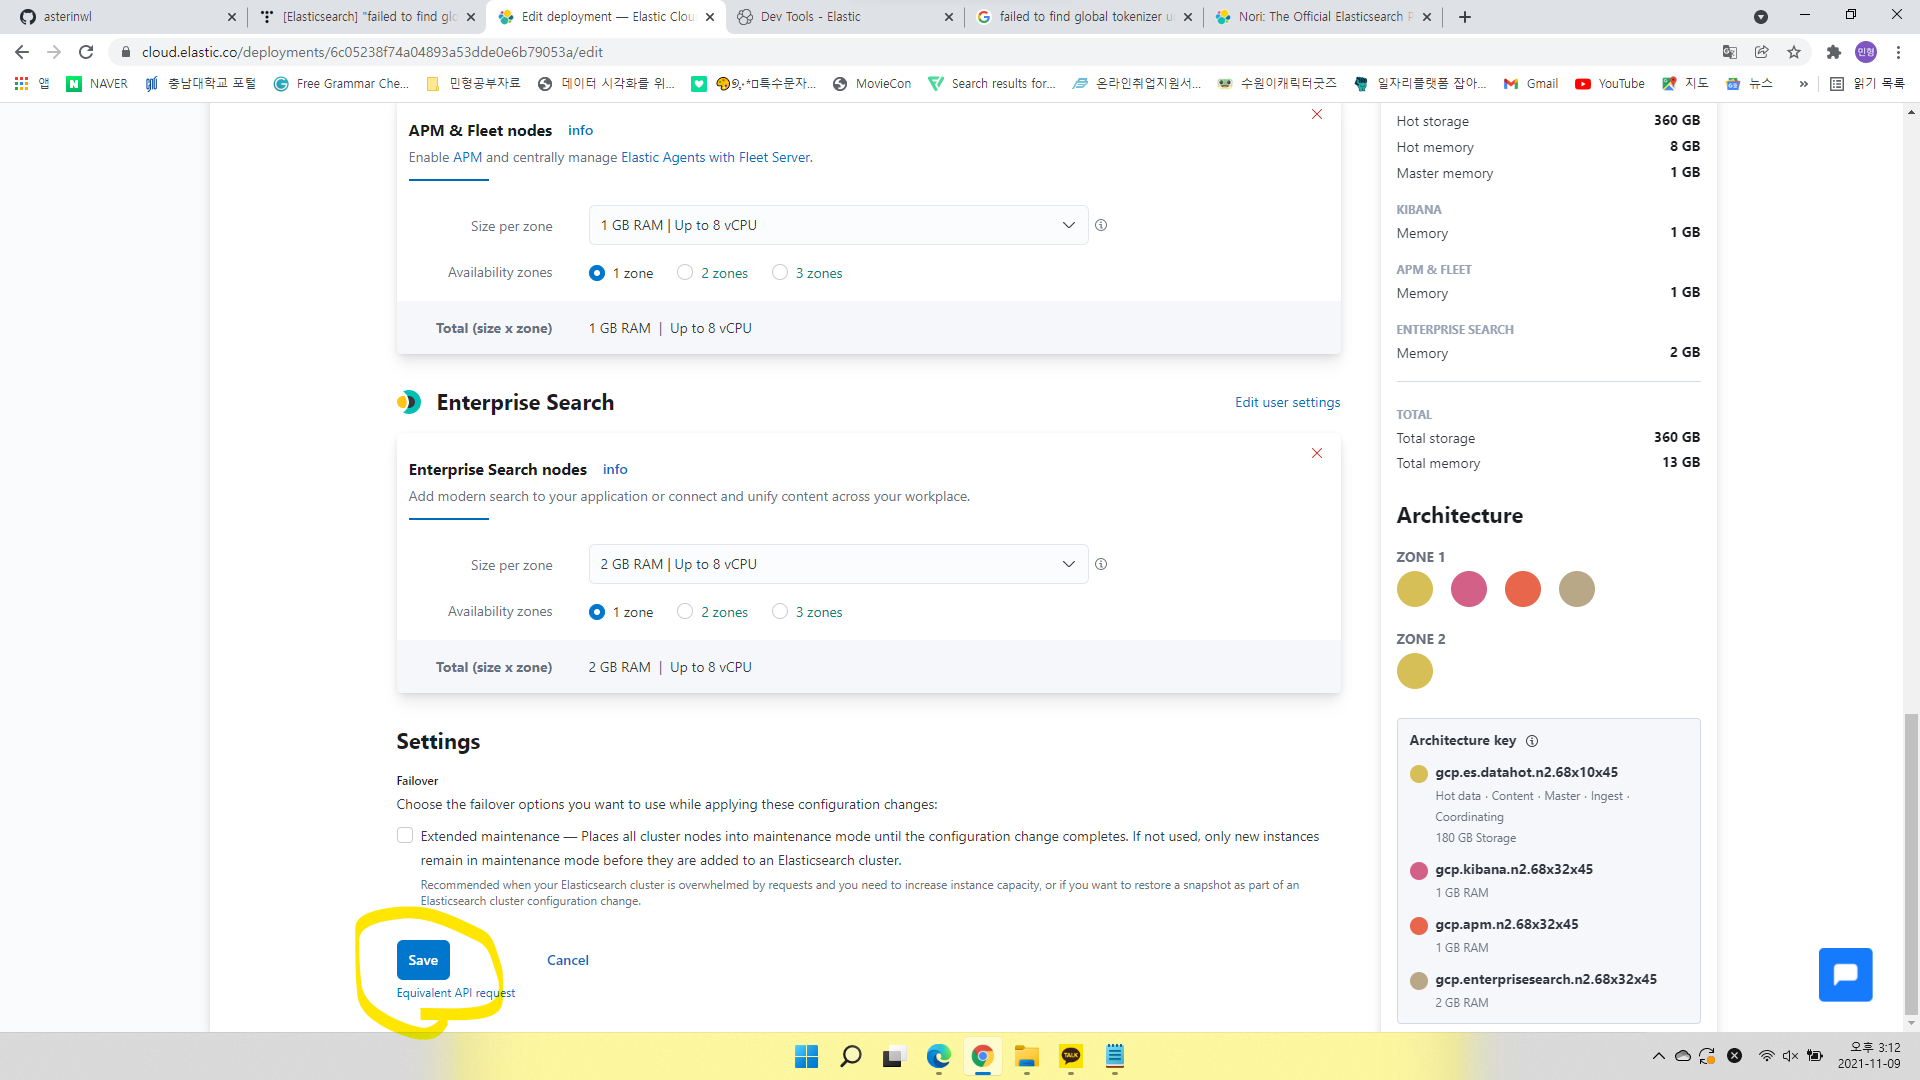 asterinwl
[Elasticsearch] "failed to find glo
Edit deployment — Elastic Clou
Dev Tools - Elastic
failed to find global tokenizer u
Nori: The Official Elasticsearch P
cloud.elastic.co/deployments/6c05238f74a04893a53dde0e6b79053a/edit
민형
앱
NAVER
충남대학교 포털
Free Grammar Che...
민형공부자료
데이터 시각화를 위...
MovieCon
Search results for...
온라인취업지원서...
수원이캐릭터굿즈
일자리플랫폼 잡아...
Gmail
YouTube
지도
뉴스
»
읽기 목록
APM & Fleet nodes info
Enable APM and centrally manage Elastic Agents with Fleet Server.
Size per zone
1 GB RAM | Up to 8 vCPU
Availability zones
1 zone
2 zones
3 zones
Total (size x zone)
1 GB RAM | Up to 8 vCPU
Enterprise Search
Edit user settings
Enterprise Search nodes info
Add modern search to your application or connect and unify content across your workplace.
Size per zone
2 GB RAM | Up to 8 vCPU
Availability zones
1 zone
2 zones
3 zones
Total (size x zone)
2 GB RAM | Up to 8 vCPU
Settings
Failover
Choose the failover options you want to use while applying these configuration changes:
Extended maintenance — Places all cluster nodes into maintenance mode until the configuration change completes. If not used, only new instances
remain in maintenance mode before they are added to an Elasticsearch cluster.
Recommended when your Elasticsearch cluster is overwhelmed by requests and you need to increase instance capacity, or if you want to restore a snapshot as part of an
Elasticsearch cluster configuration change.
Save
Cancel
Equivalent API request
Hot storage 360 GB
Hot memory 8 GB
Master memory 1 GB
KIBANA
Memory 1 GB
APM & FLEET
Memory 1 GB
ENTERPRISE SEARCH
Memory 2 GB
TOTAL
Total storage 360 GB
Total memory 13 GB
Architecture
ZONE 1
ZONE 2
Architecture key
gcp.es.datahot.n2.68x10x45
Hot data · Content · Master · Ingest ·
Coordinating
180 GB Storage
gcp.kibana.n2.68x32x45
1 GB RAM
gcp.apm.n2.68x32x45
1 GB RAM
gcp.enterprisesearch.n2.68x32x45
2 GB RAM
TALK
오후 3:12
2021-11-09